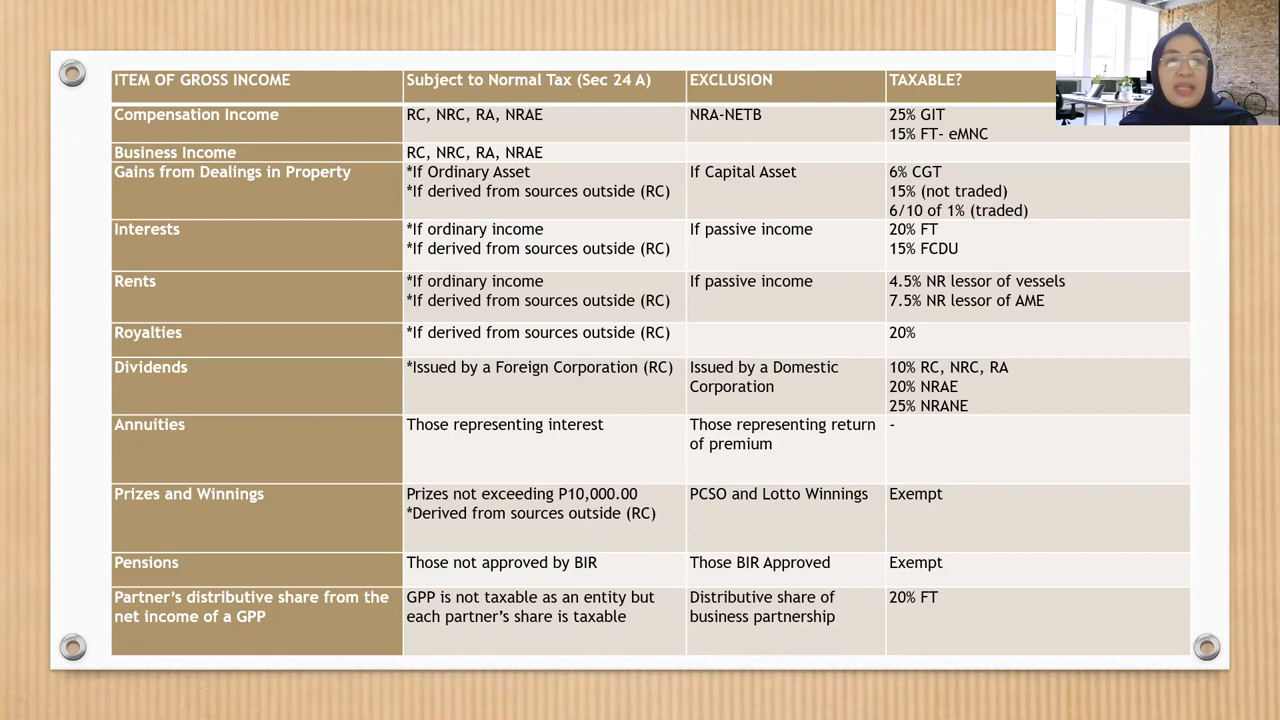 ITEM OF GROSS INCOME
Subject to Normal Tax (Sec 24 A)
EXCLUSION
TAXABLE?
Compensation Income
RC, NRC, RA, NRAE
NRA-NETB
25% GIT
15% FT- eMNC
Business Income
RC, NRC, RA, NRAE
Gains from Dealings in Property
*If Ordinary Asset
*If derived from sources outside (RC)
If Capital Asset
6% CGT
15% (not traded)
6/10 of 1% (traded)
Interests
*If ordinary income
*If derived from sources outside (RC)
If passive income
20% FT
15% FCDU
Rents
*If ordinary income
*If derived from sources outside (RC)
If passive income
4.5% NR lessor of vessels
7.5% NR lessor of AME
Royalties
*If derived from sources outside (RC)
20%
Dividends
*Issued by a Foreign Corporation (RC)
Issued by a Domestic
Corporation
10% RC, NRC, RA
20% NRAE
25% NRANE
Annuities
Those representing interest
Those representing return
of premium
-
Prizes and Winnings
Prizes not exceeding P10,000.00
*Derived from sources outside (RC)
PCSO and Lotto Winnings
Exempt
Pensions
Those not approved by BIR
Those BIR Approved
Exempt
Partner’s distributive share from the
net income of a GPP
GPP is not taxable as an entity but
each partner’s share is taxable
Distributive share of
business partnership
20% FT